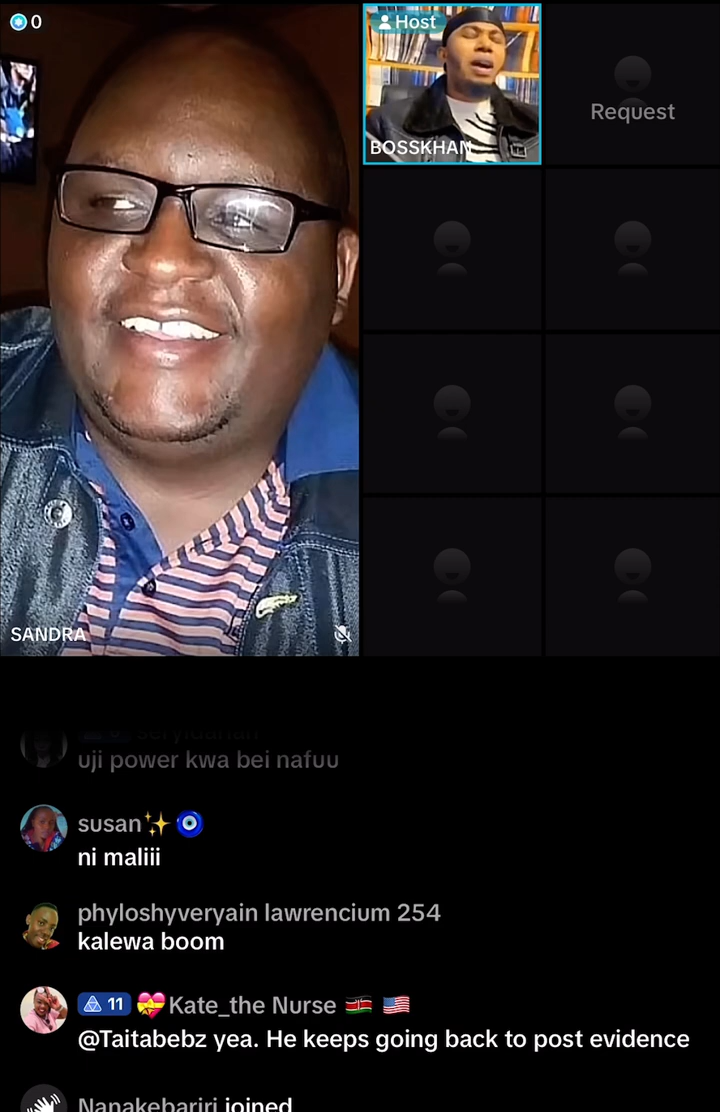 0
Host
Request
BOSSKHAN
SANDRA
uji power kwa bei nafuu
susan✨🧿
ni maliii
phyloshyveryain lawrencium 254
kalewa boom
11 💝Kate_the Nurse 🇰🇪 🇺🇸
@Taitabebz yea. He keeps going back to post evidence
Nanakebariri joined